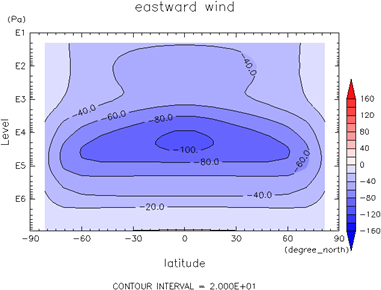 eastward wind
(Pa)
E1
E2
E3
E4
E5
E6
Level
-40.0
-40.0
-60.0
-80.0
-100.
-80.0
-60.0
-40.0
-20.0
160
120
80
40
0
-40
-80
-120
-160
-90 -60 -30 0 30 60 90
(degree_north)
latitude
CONTOUR INTERVAL = 2.000E+01